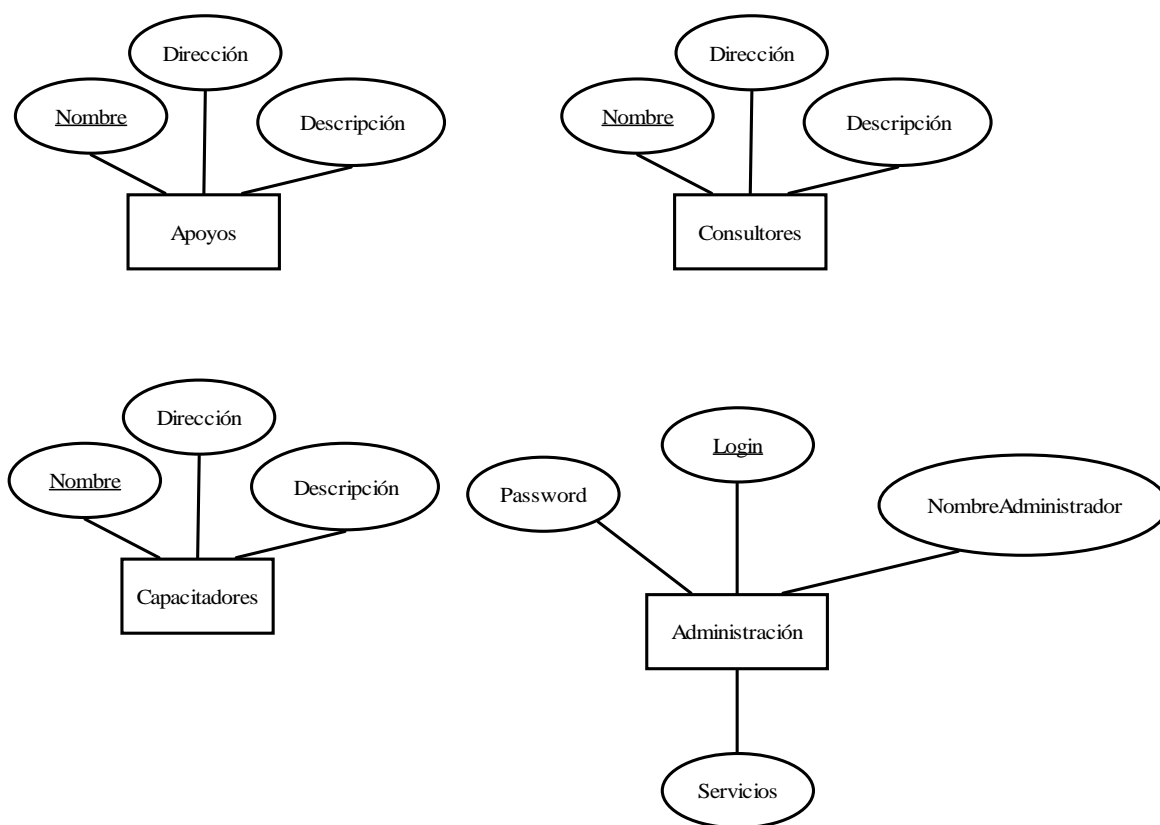 Dirección
Nombre
Descripción
Apoyos
Dirección
Nombre
Descripción
Consultores
Dirección
Nombre
Descripción
Capacitadores
Login
Password
NombreAdministrador
Administración
Servicios